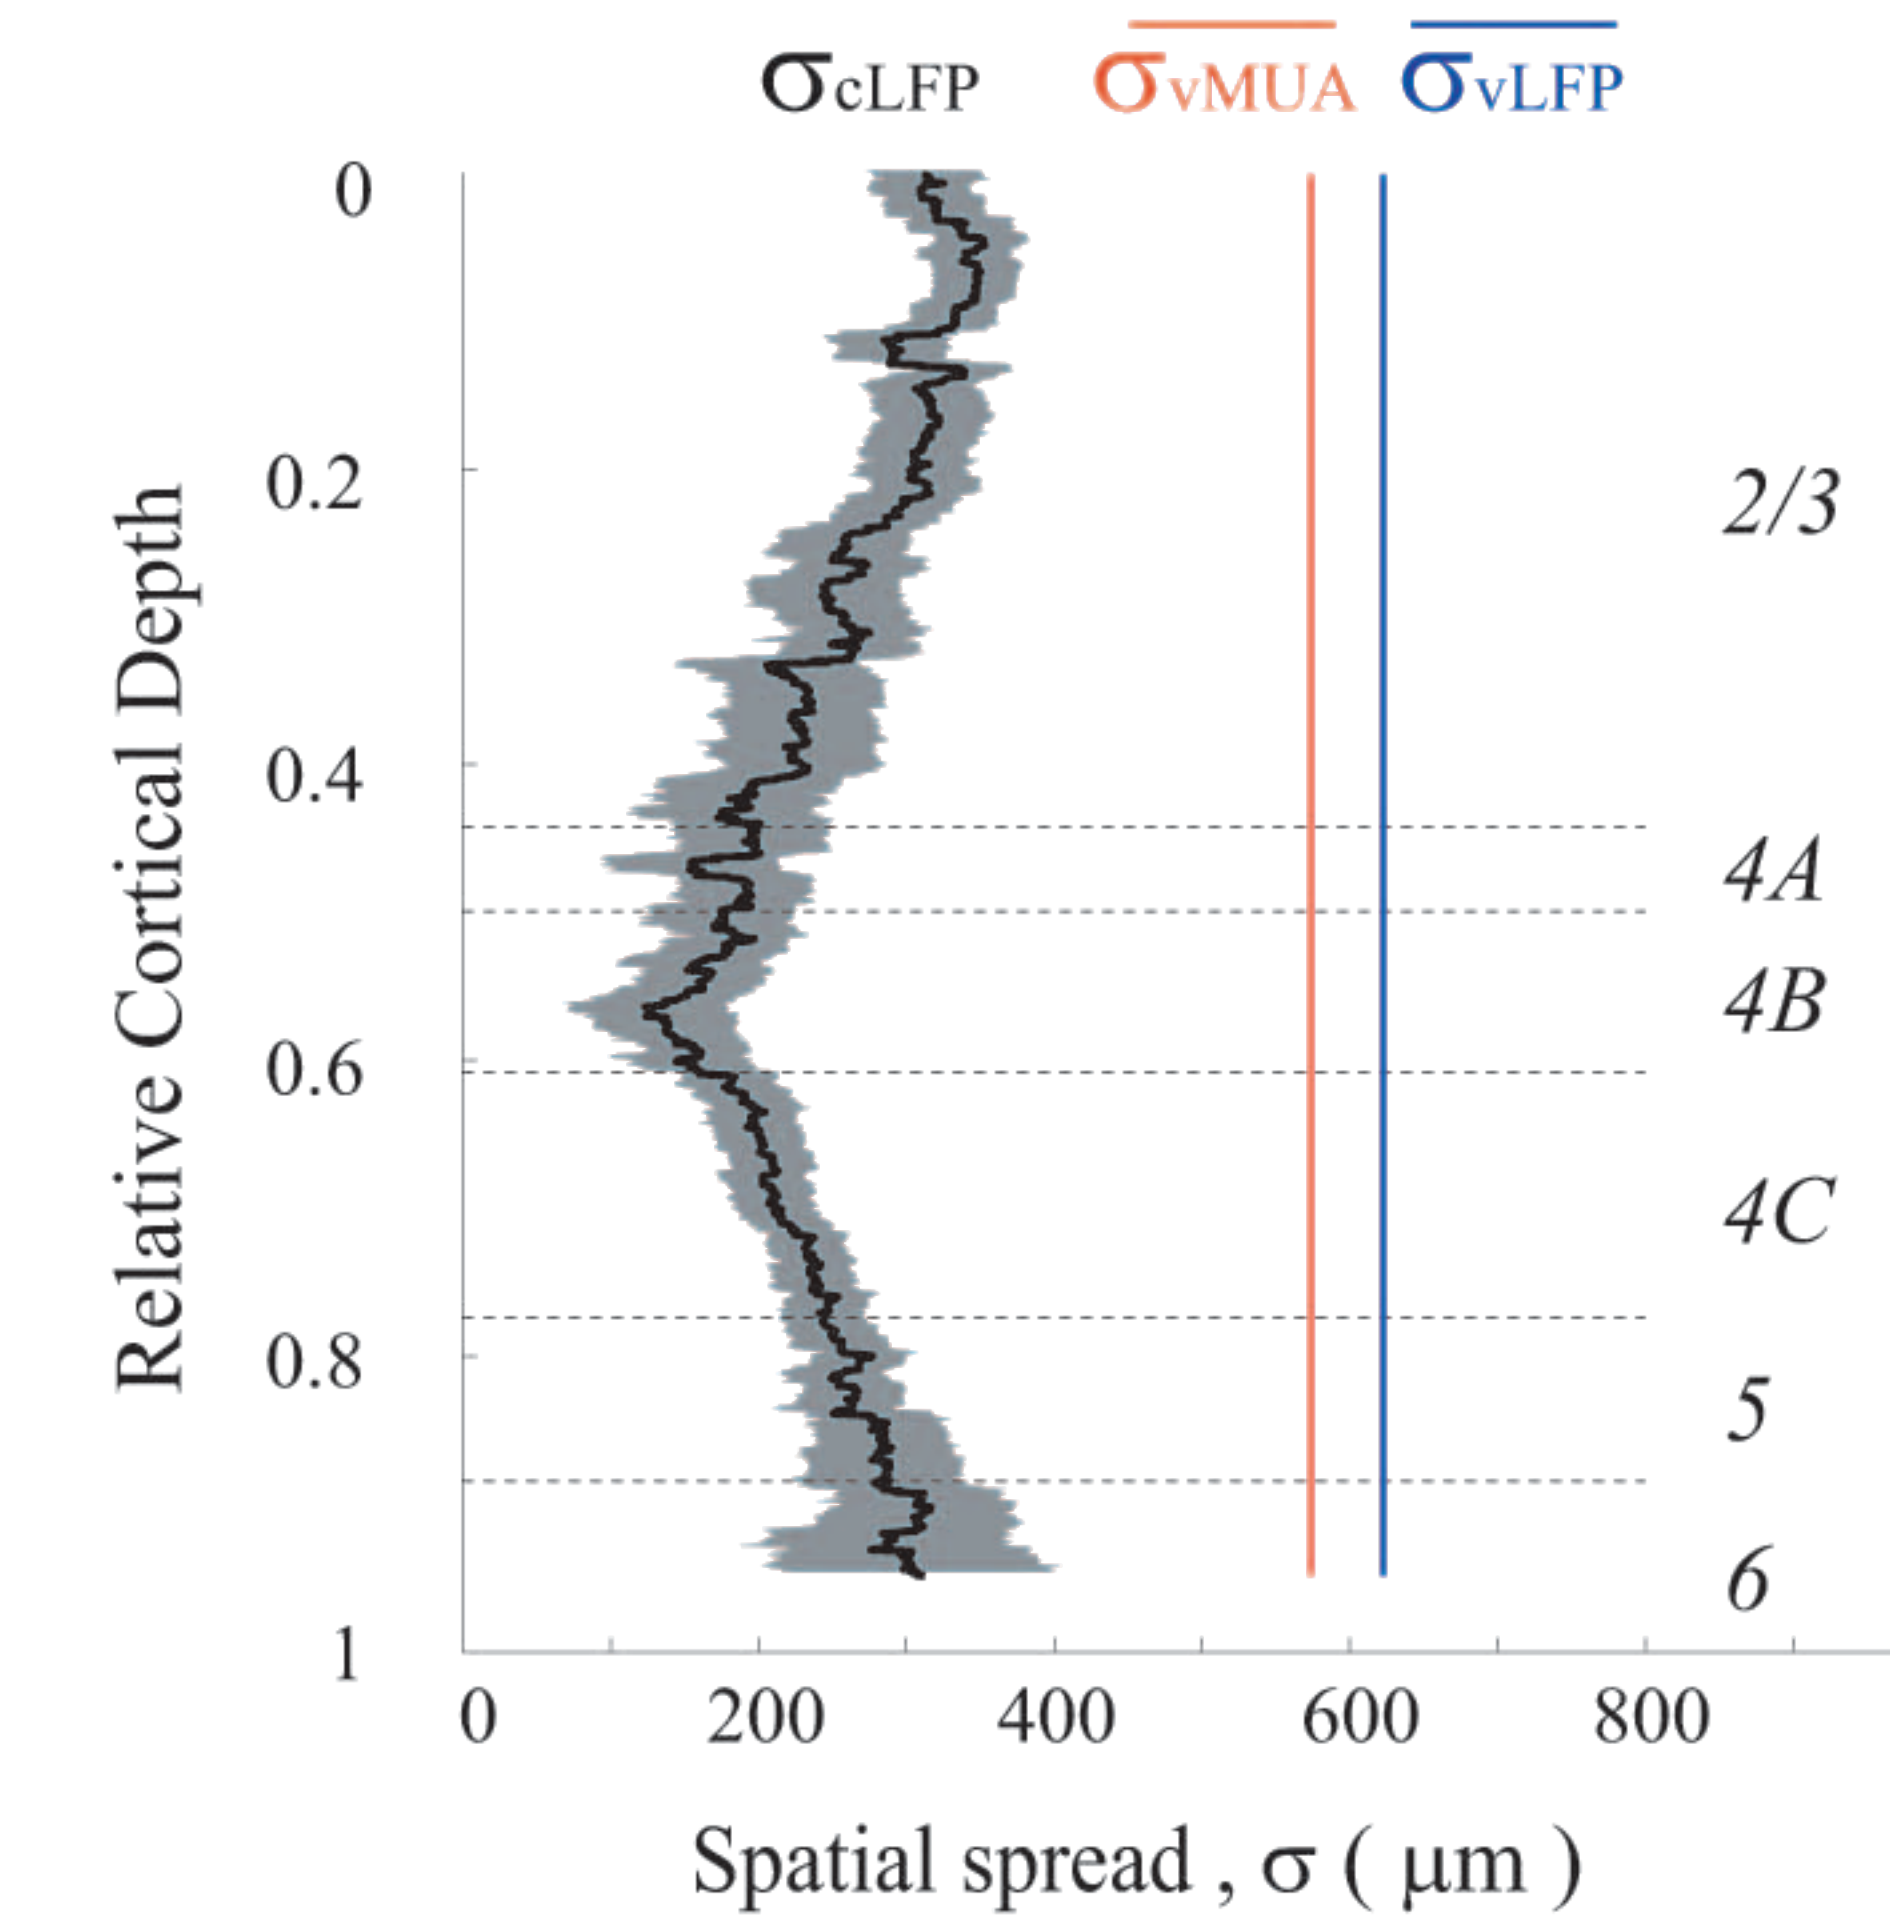 σcLFP σvMUA σvLFP
0
0.2
0.4
0.6
0.8
1
Relative Cortical Depth
2/3
4A
4B
4C
5
6
0 200 400 600 800
Spatial spread , σ ( μm )